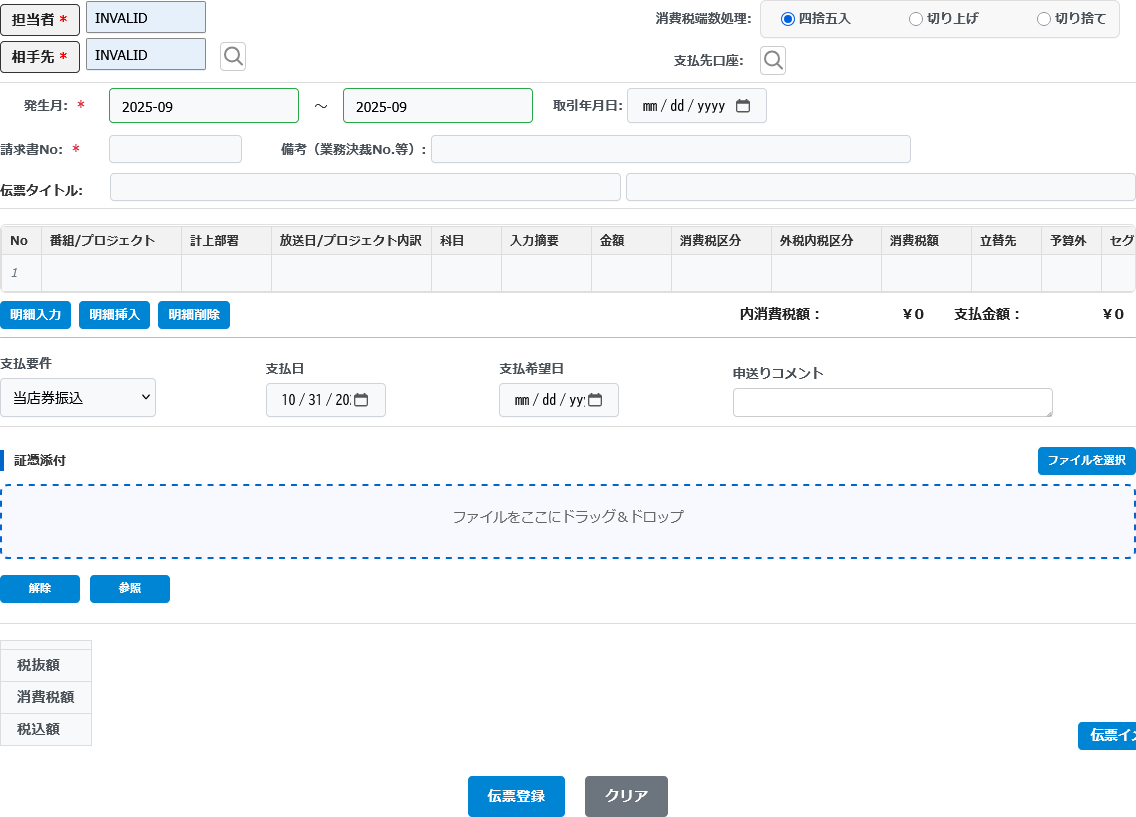 担当者 * INVALID 消費税端数処理: 四捨五入 切り上げ 切り捨て
相手先 * INVALID 支払先口座:
発生月: * 2025-09 ～ 2025-09 取引年月日: mm / dd / yyyy
請求書No: * 備考（業務決裁No.等）:
伝票タイトル:
No 番組/プロジェクト 計上部署 放送日/プロジェクト内訳 科目 入力摘要 金額 消費税区分 外税内税区分 消費税額 立替先 予算外 セグ
1
明細入力 明細挿入 明細削除 内消費税額： ￥0 支払金額： ￥0
支払要件 支払日 支払希望日 申送りコメント
当店券振込 10 / 31 / 20 mm / dd / yy
証憑添付 ファイルを選択
ファイルをここにドラッグ＆ドロップ
解除 参照
税抜額
消費税額
税込額
伝票イ
伝票登録 クリア